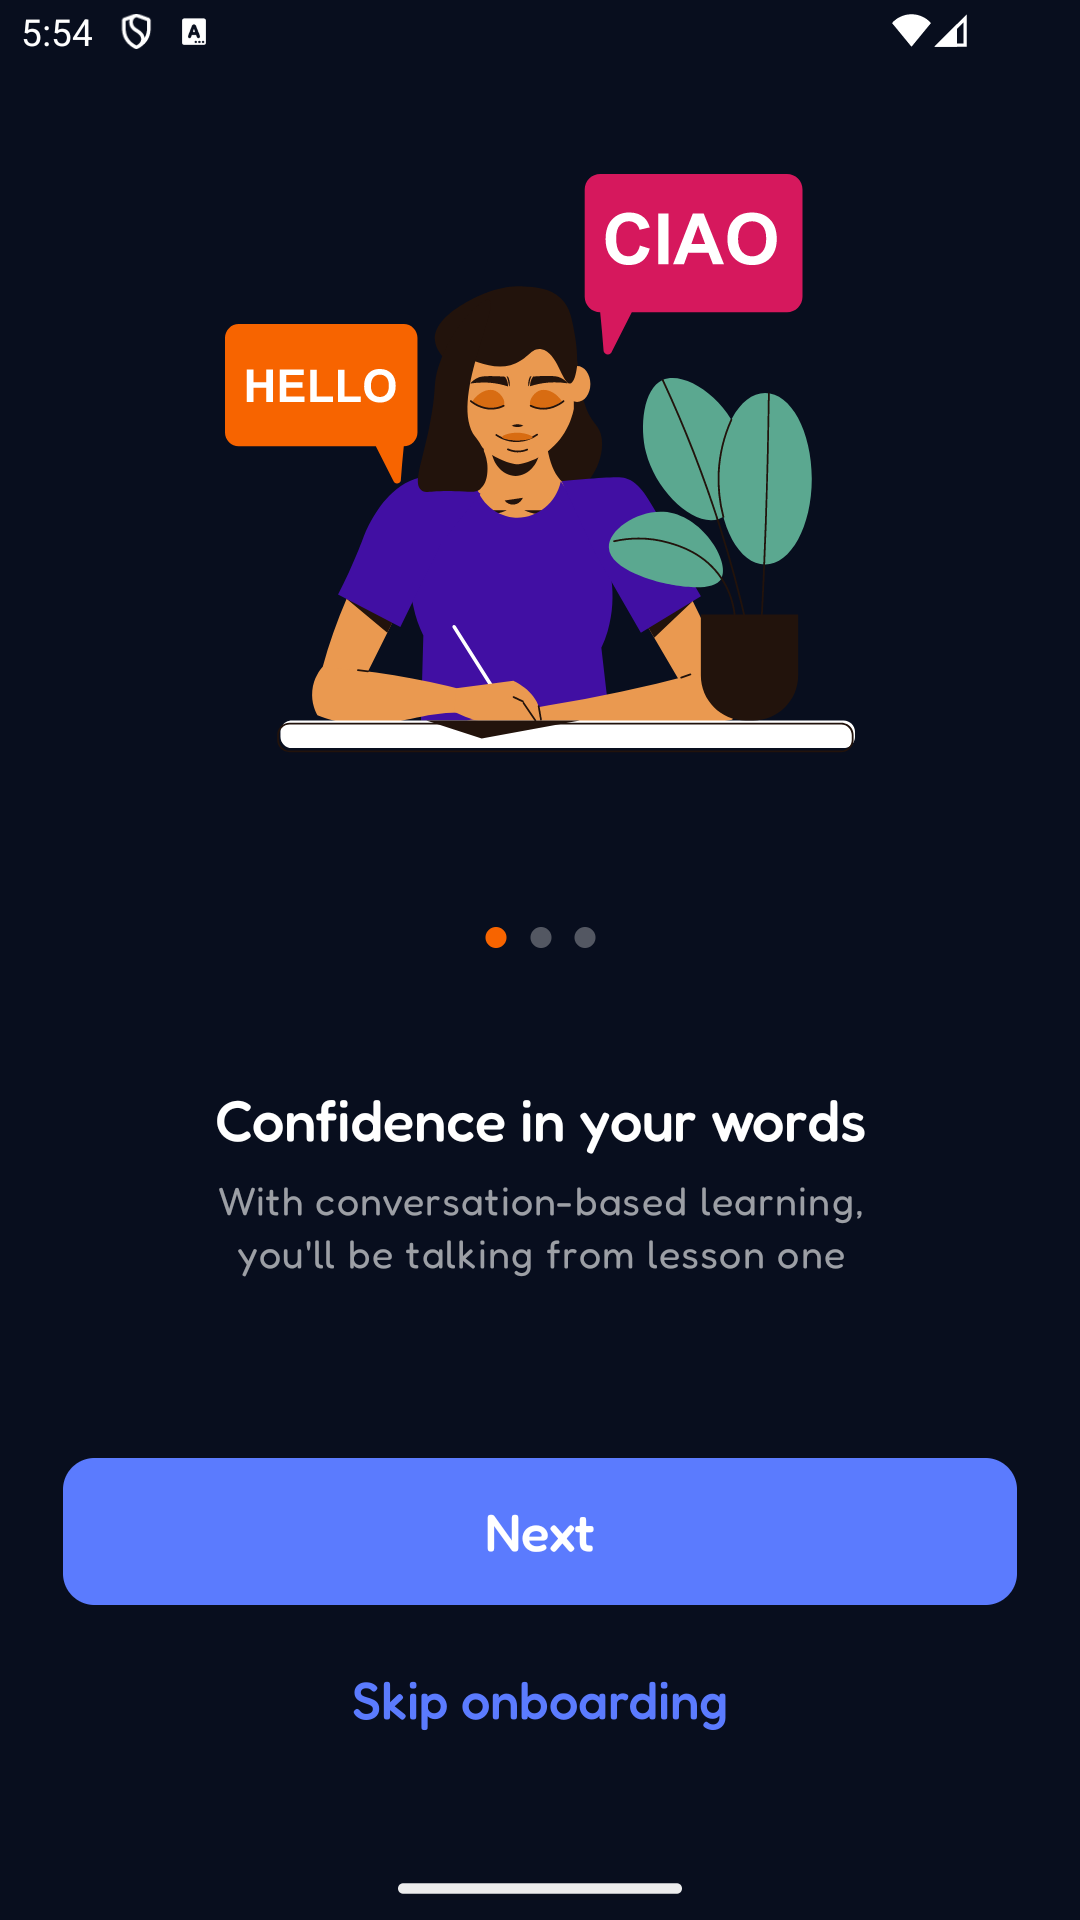 5:54
CIAO
HELLO
Confidence in your words
With conversation-based learning,
you'll be talking from lesson one
Next
Skip onboarding